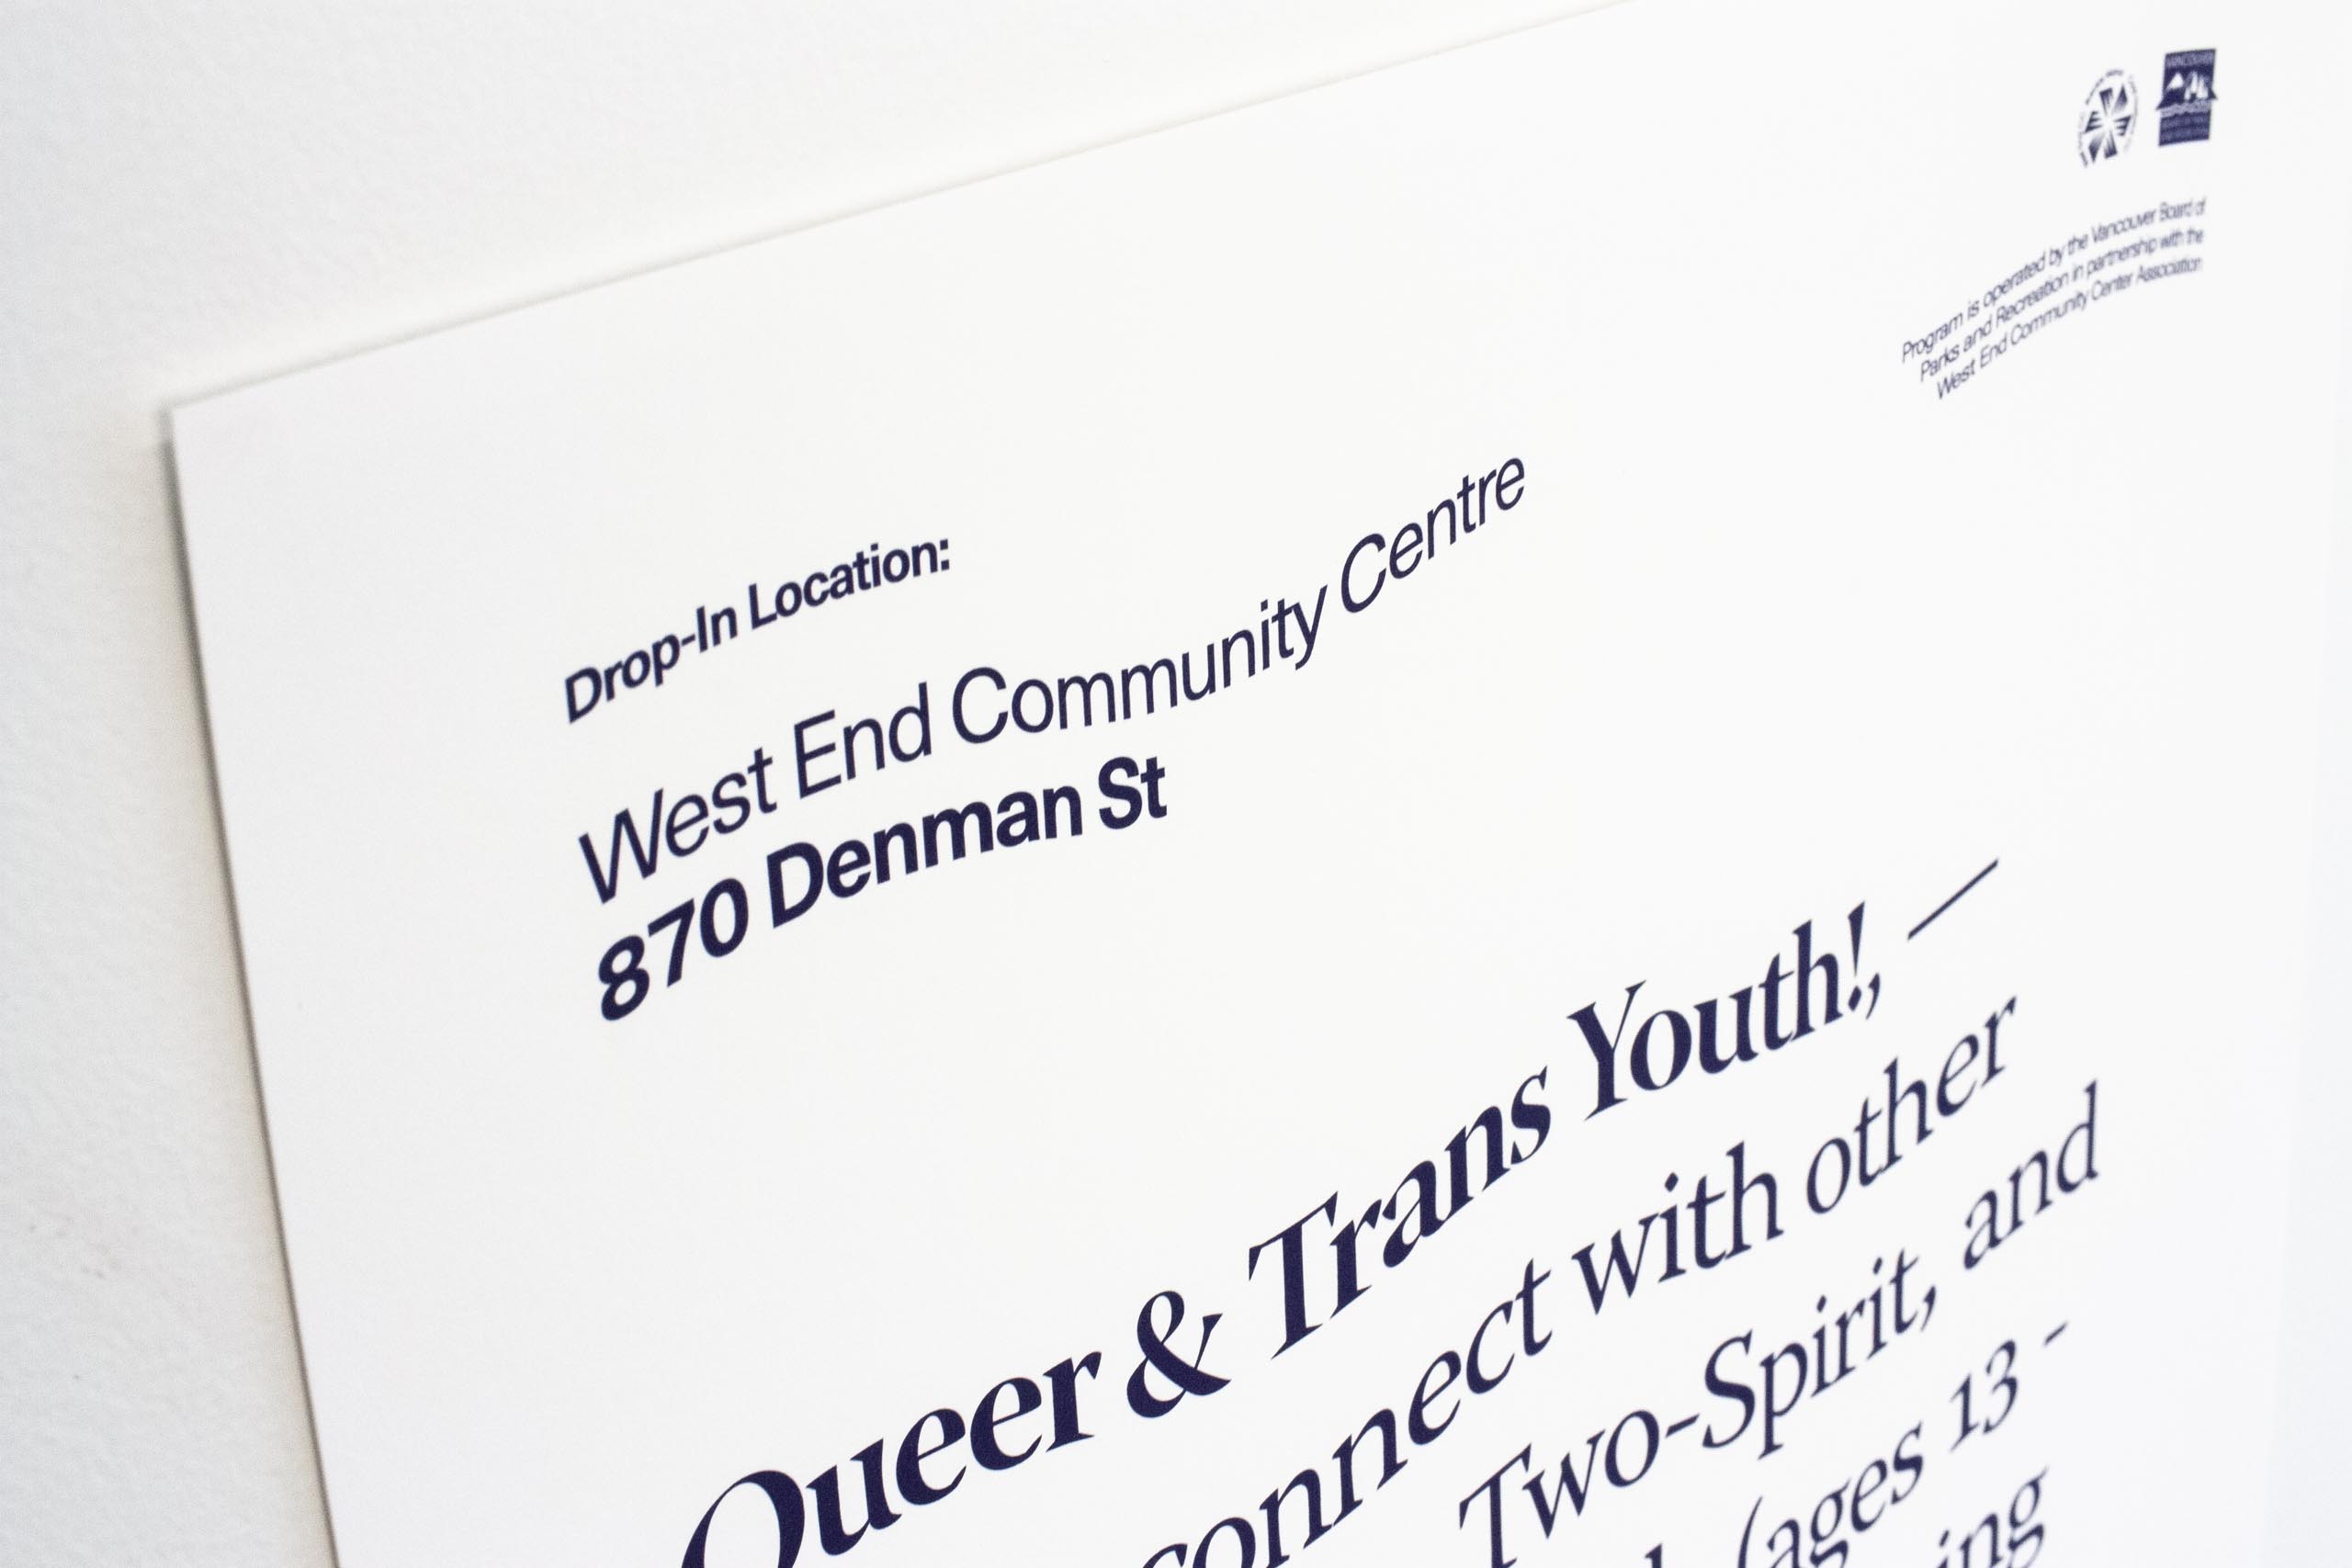 VANCOUVER
Program is operated by the Vancouver Board of
Parks and Recreation in partnership with the
West End Community Center Association
Drop-In Location:
West End Community Centre
870 Denman St
Queer & Trans Youth!, —
connect with other
Two-Spirit, and
(ages 13 -
ing